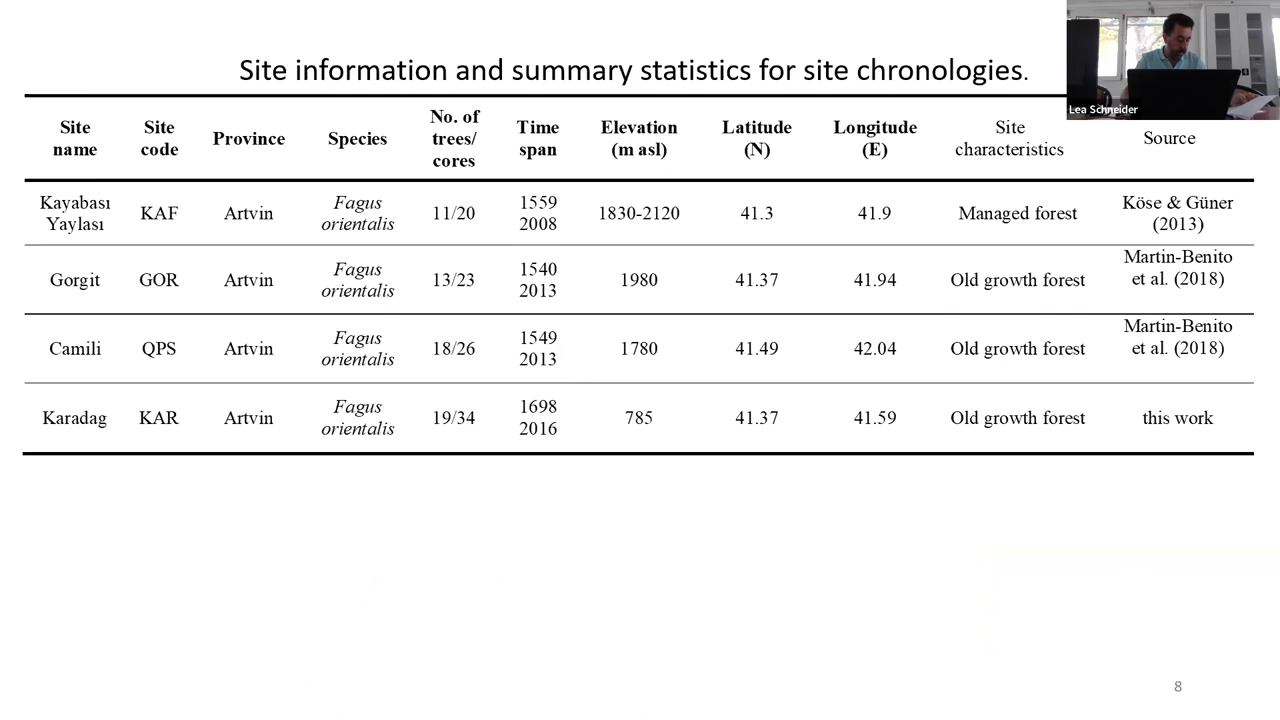 Site information and summary statistics for site chronologies.
Lea Schneider
Site name
Site code
Province
Species
No. of trees/ cores
Time span
Elevation (m asl)
Latitude (N)
Longitude (E)
Site characteristics
Source
Kayabası Yaylası
KAF
Artvin
Fagus orientalis
11/20
1559 2008
1830-2120
41.3
41.9
Managed forest
Köse & Güner (2013)
Gorgit
GOR
Artvin
Fagus orientalis
13/23
1540 2013
1980
41.37
41.94
Old growth forest
Martin-Benito et al. (2018)
Camili
QPS
Artvin
Fagus orientalis
18/26
1549 2013
1780
41.49
42.04
Old growth forest
Martin-Benito et al. (2018)
Karadag
KAR
Artvin
Fagus orientalis
19/34
1698 2016
785
41.37
41.59
Old growth forest
this work
8